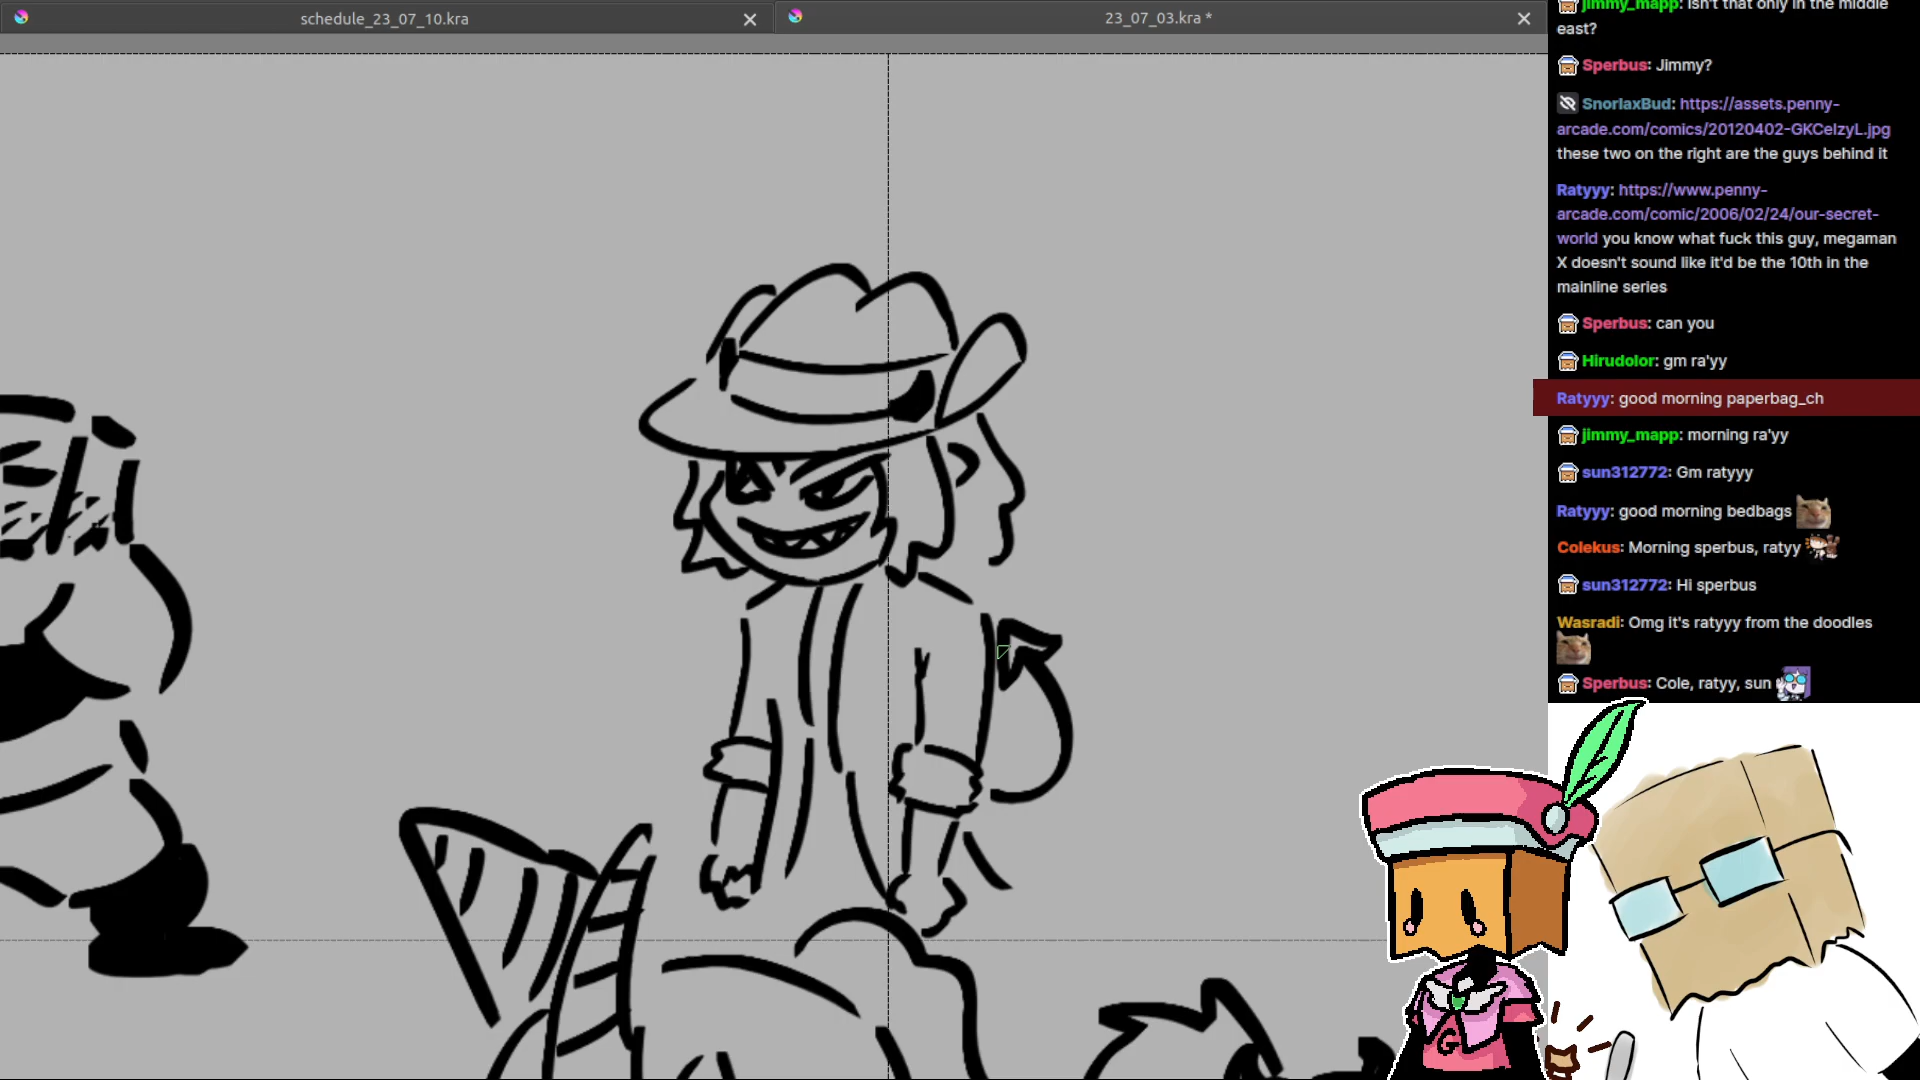 schedule_23_07_10.kra
23_07_03.kra *
jimmy_mapp: isn't that only in the middle
east?
Sperbus: Jimmy?
SnorlaxBud: https://assets.penny-
arcade.com/comics/20120402-GKCelzyL.jpg
these two on the right are the guys behind it
Ratyyy: https://www.penny-
arcade.com/comic/2006/02/24/our-secret-
world you know what fuck this guy, megaman
X doesn't sound like it'd be the 10th in the
mainline series
Sperbus: can you
Hirudolor: gm ra'yy
Ratyyy: good morning paperbag_ch
jimmy_mapp: morning ra'yy
sun312772: Gm ratyyy
Ratyyy: good morning bedbags
Colekus: Morning sperbus, ratyy
sun312772: Hi sperbus
Wasradi: Omg it's ratyyy from the doodles
Sperbus: Cole, ratyy, sun
G